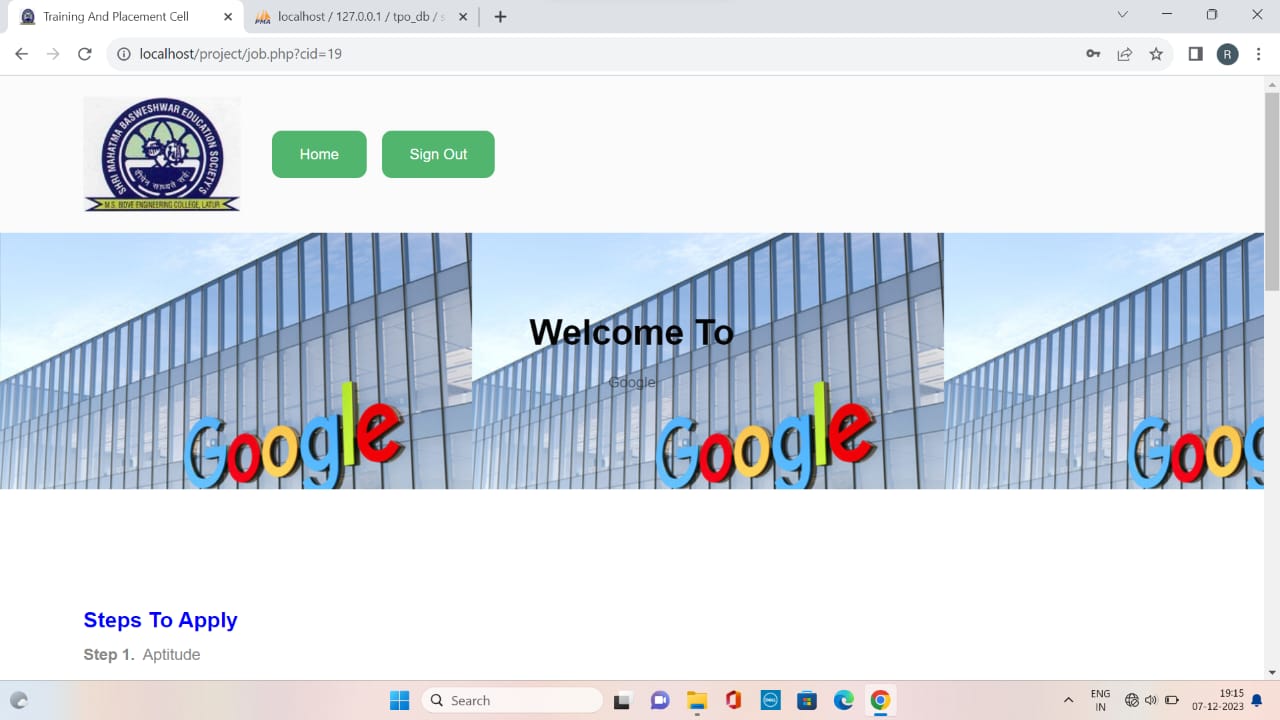 Training And Placement Cell
localhost / 127.0.0.1 / tpo_db / s
localhost/project/job.php?cid=19
R
SHRI MAHATMA BASWESHWAR EDUCATION SOCIETY'S
M.S. BIDVE ENGINEERING COLLEGE, LATUR
Home
Sign Out
Welcome To
Google
Google
Google
Goog
Steps To Apply
Step 1. Aptitude
Search
ENG
IN
19:15
07-12-2023